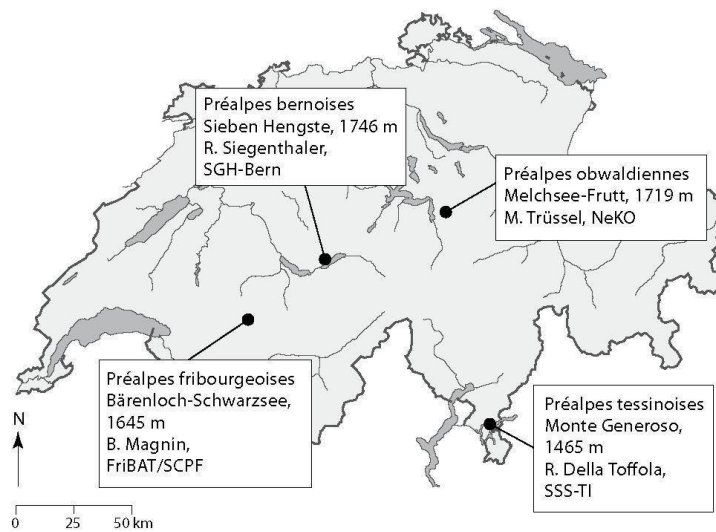 Préalpes bernoises
Sieben Hengste, 1746 m
R. Siegenthaler,
SGH-Bern
Préalpes obwaldiennes
Melchsee-Frutt, 1719 m
M. Trüssel, NeKO
Préalpes fribourgeoises
Bärenloch-Schwarzsee,
1645 m
B. Magnin,
FriBAT/SCPF
Préalpes tessinoises
Monte Generoso,
1465 m
R. Della Toffola,
SSS-TI
N
0 25 50 km